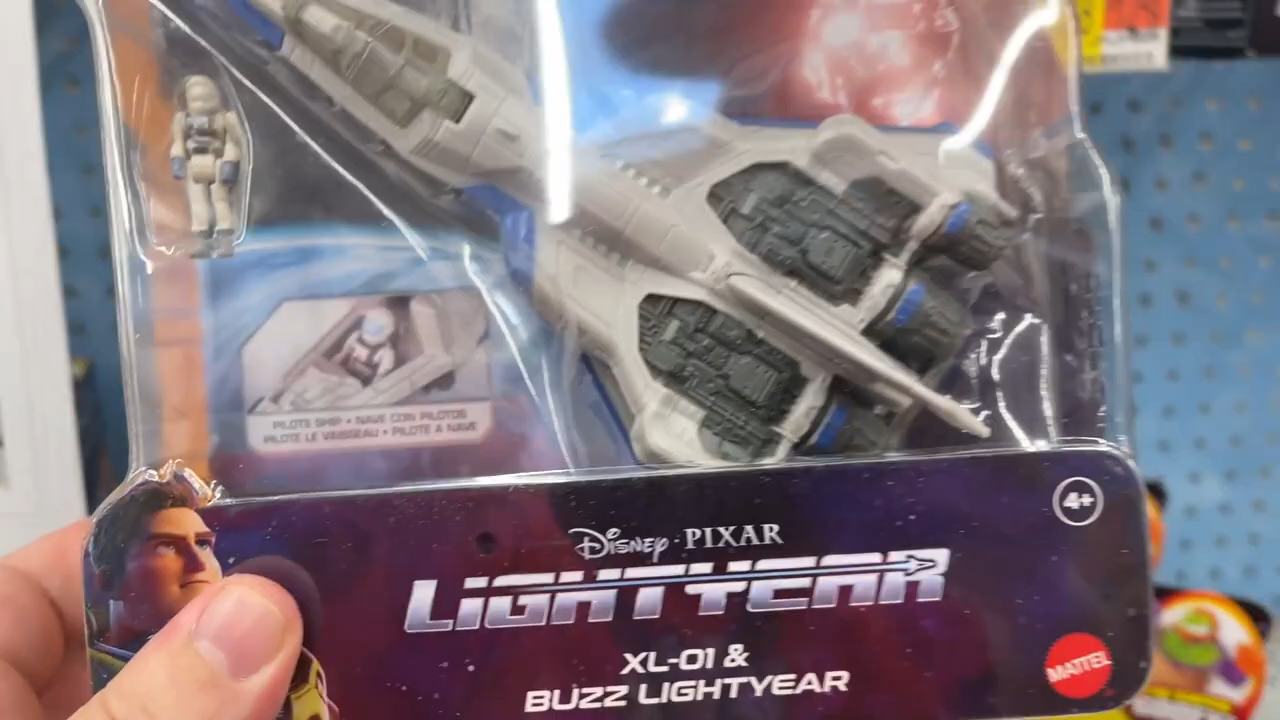 PILOTS SHIP • NAVE CON PILOTOS
PILOTE LE VAISSEAU • PILOTE A NAVE
4+
Disney · PIXAR
LiGHTYEAR
XL-01 &
BUZZ LIGHTYEAR
MATTEL